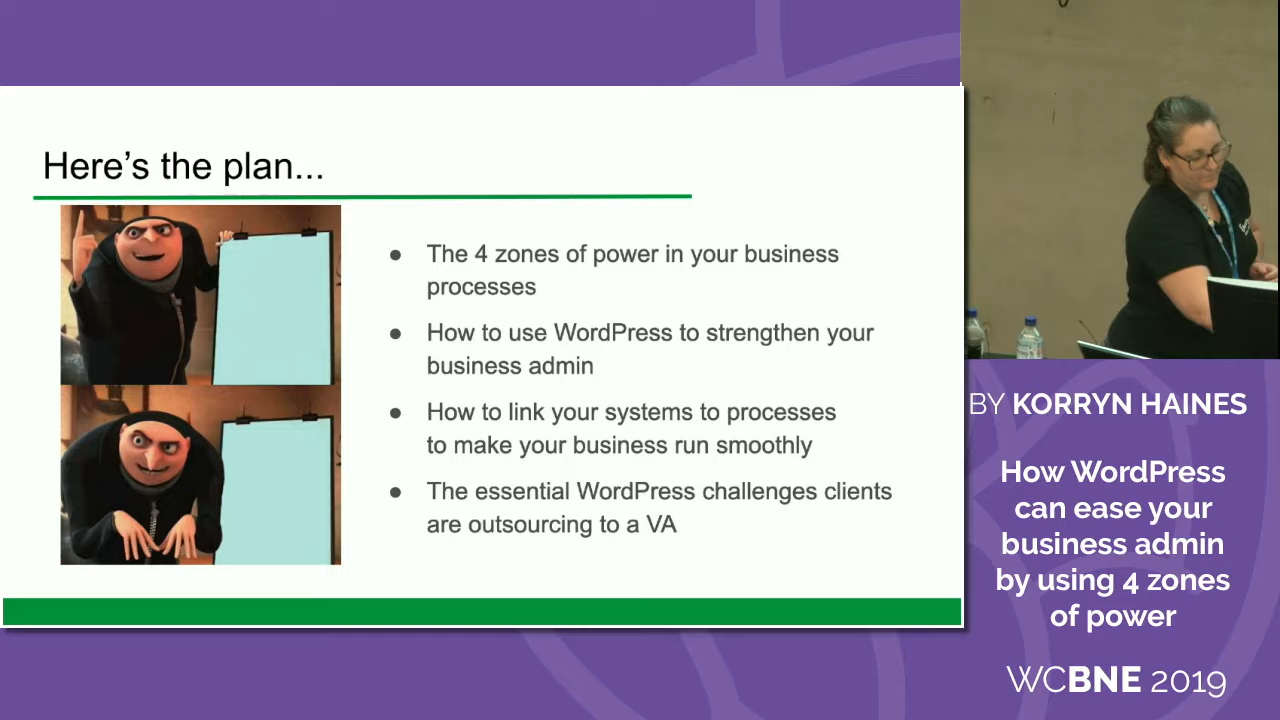 Here's the plan...
● The 4 zones of power in your business
processes
● How to use WordPress to strengthen your
business admin
● How to link your systems to processes
to make your business run smoothly
● The essential WordPress challenges clients
are outsourcing to a VA
BY KORRYN HAINES
How WordPress
can ease your
business admin
by using 4 zones
of power
WCBNE 2019